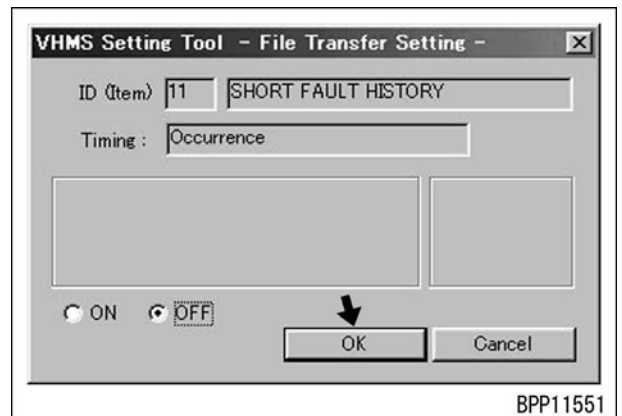 VHMS Setting Tool - File Transfer Setting -
ID (Item) 11 SHORT FAULT HISTORY
Timing : Occurrence
ON OFF
OK Cancel
BPP11551